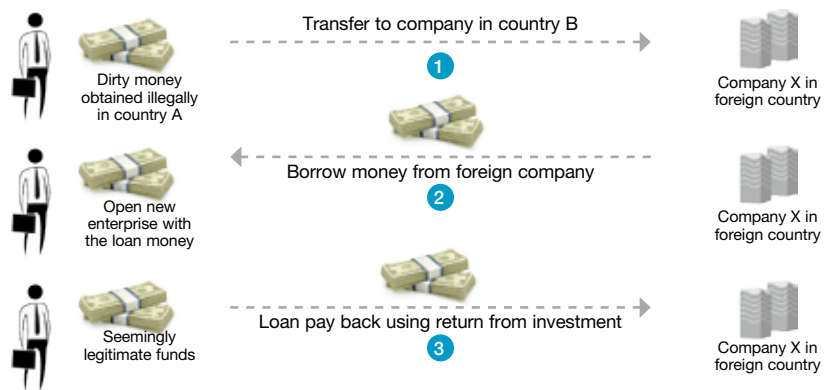 Transfer to company in country B
1
Dirty money
obtained illegally
in country A
Company X in
foreign country
Borrow money from foreign company
2
Open new
enterprise with
the loan money
Company X in
foreign country
Loan pay back using return from investment
3
Seemingly
legitimate funds
Company X in
foreign country